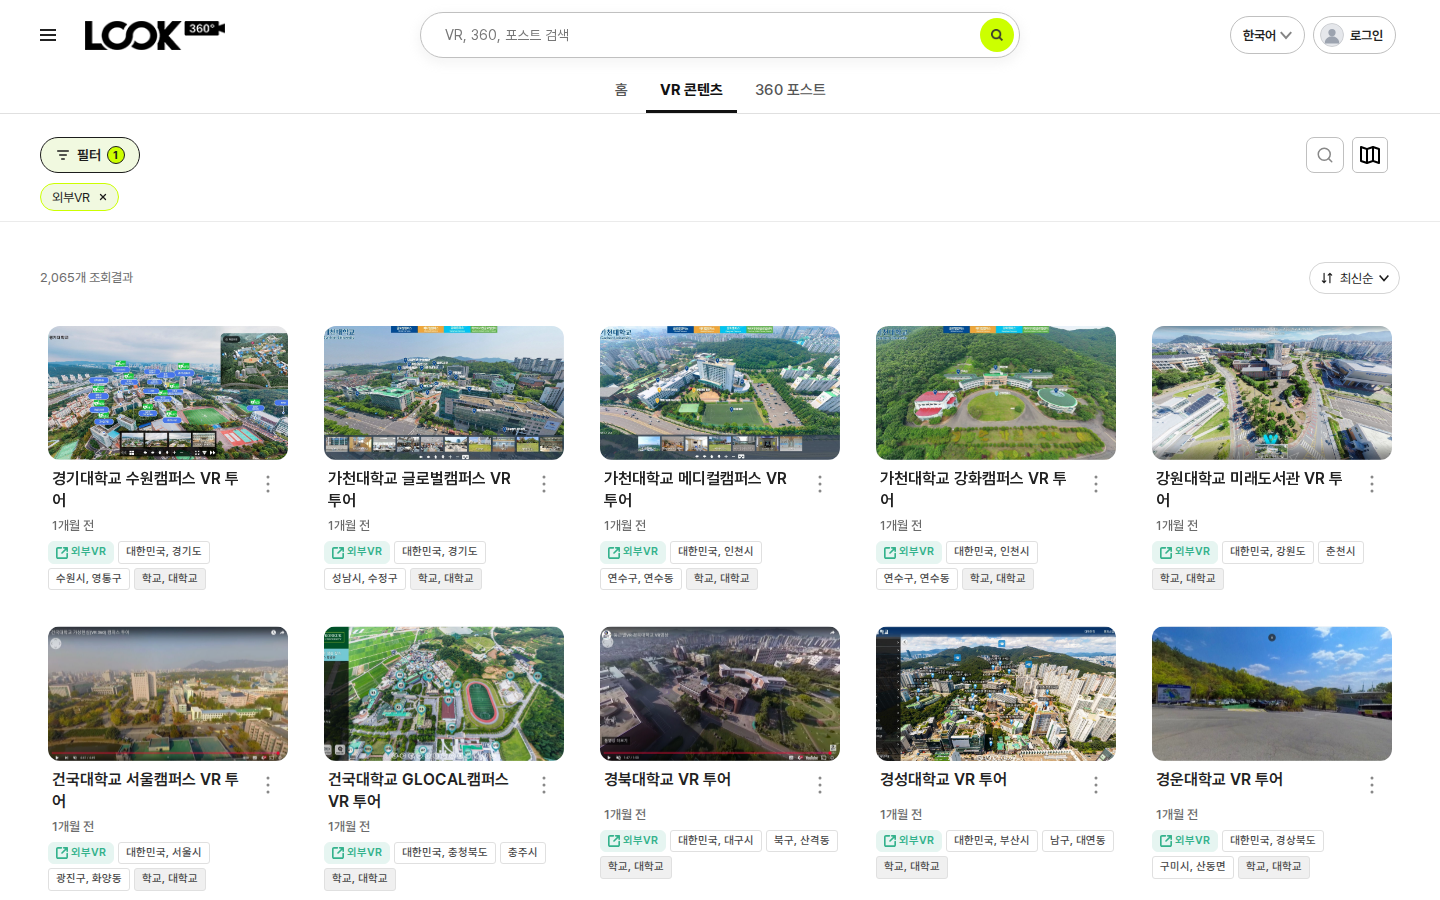 LOOK 360°
VR, 360, 포스트 검색
한국어
로그인
홈
VR 콘텐츠
360 포스트
필터 1
외부VR ×
2,065개 조회결과
최신순
경기대학교 수원캠퍼스 VR 투
어
1개월 전
외부VR
대한민국, 경기도
수원시, 영통구
학교, 대학교
가천대학교 글로벌캠퍼스 VR
투어
1개월 전
외부VR
대한민국, 경기도
성남시, 수정구
학교, 대학교
가천대학교 메디컬캠퍼스 VR
투어
1개월 전
외부VR
대한민국, 인천시
연수구, 연수동
학교, 대학교
가천대학교 강화캠퍼스 VR 투
어
1개월 전
외부VR
대한민국, 인천시
연수구, 연수동
학교, 대학교
강원대학교 미래도서관 VR 투
어
1개월 전
외부VR
대한민국, 강원도
춘천시
학교, 대학교
건국대학교 서울캠퍼스 VR 투
어
1개월 전
외부VR
대한민국, 서울시
광진구, 화양동
학교, 대학교
건국대학교 GLOCAL캠퍼스
VR 투어
1개월 전
외부VR
대한민국, 충청북도
충주시
학교, 대학교
경북대학교 VR 투어
1개월 전
외부VR
대한민국, 대구시
북구, 산격동
학교, 대학교
경성대학교 VR 투어
1개월 전
외부VR
대한민국, 부산시
남구, 대연동
학교, 대학교
경운대학교 VR 투어
1개월 전
외부VR
대한민국, 경상북도
구미시, 산동면
학교, 대학교